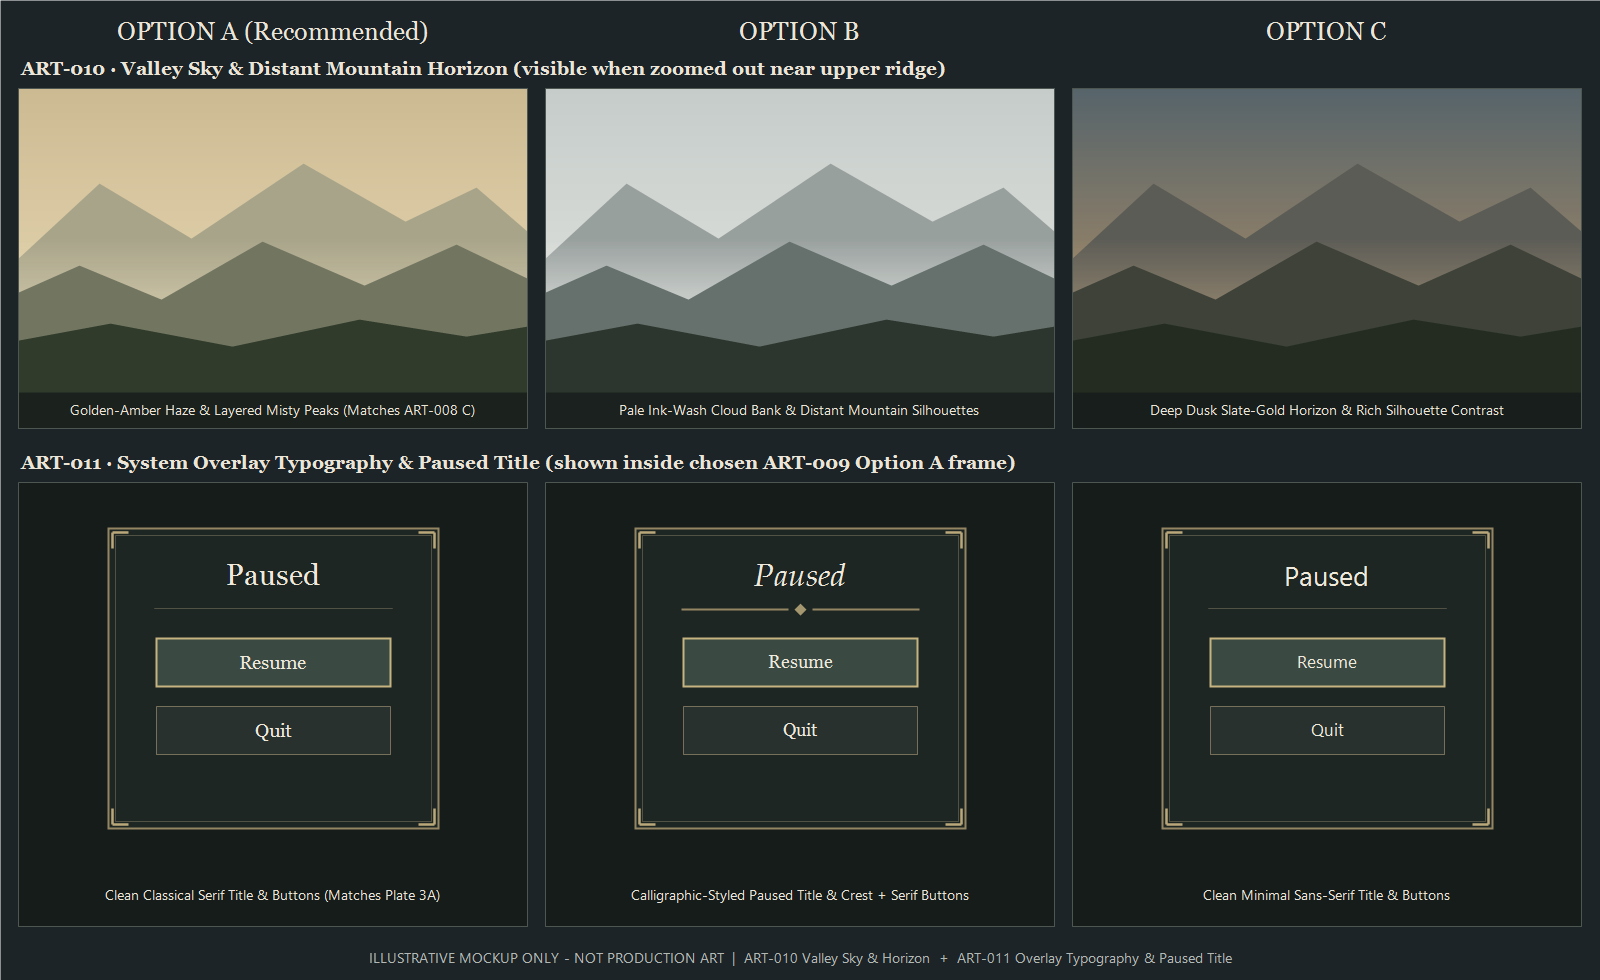 OPTION A (Recommended)
OPTION B
OPTION C
ART-010 · Valley Sky & Distant Mountain Horizon (visible when zoomed out near upper ridge)
Golden-Amber Haze & Layered Misty Peaks (Matches ART-008 C)
Pale Ink-Wash Cloud Bank & Distant Mountain Silhouettes
Deep Dusk Slate-Gold Horizon & Rich Silhouette Contrast
ART-011 · System Overlay Typography & Paused Title (shown inside chosen ART-009 Option A frame)
Paused
Resume
Quit
Clean Classical Serif Title & Buttons (Matches Plate 3A)
Paused
Resume
Quit
Calligraphic-Styled Paused Title & Crest + Serif Buttons
Paused
Resume
Quit
Clean Minimal Sans-Serif Title & Buttons
ILLUSTRATIVE MOCKUP ONLY - NOT PRODUCTION ART | ART-010 Valley Sky & Horizon + ART-011 Overlay Typography & Paused Title